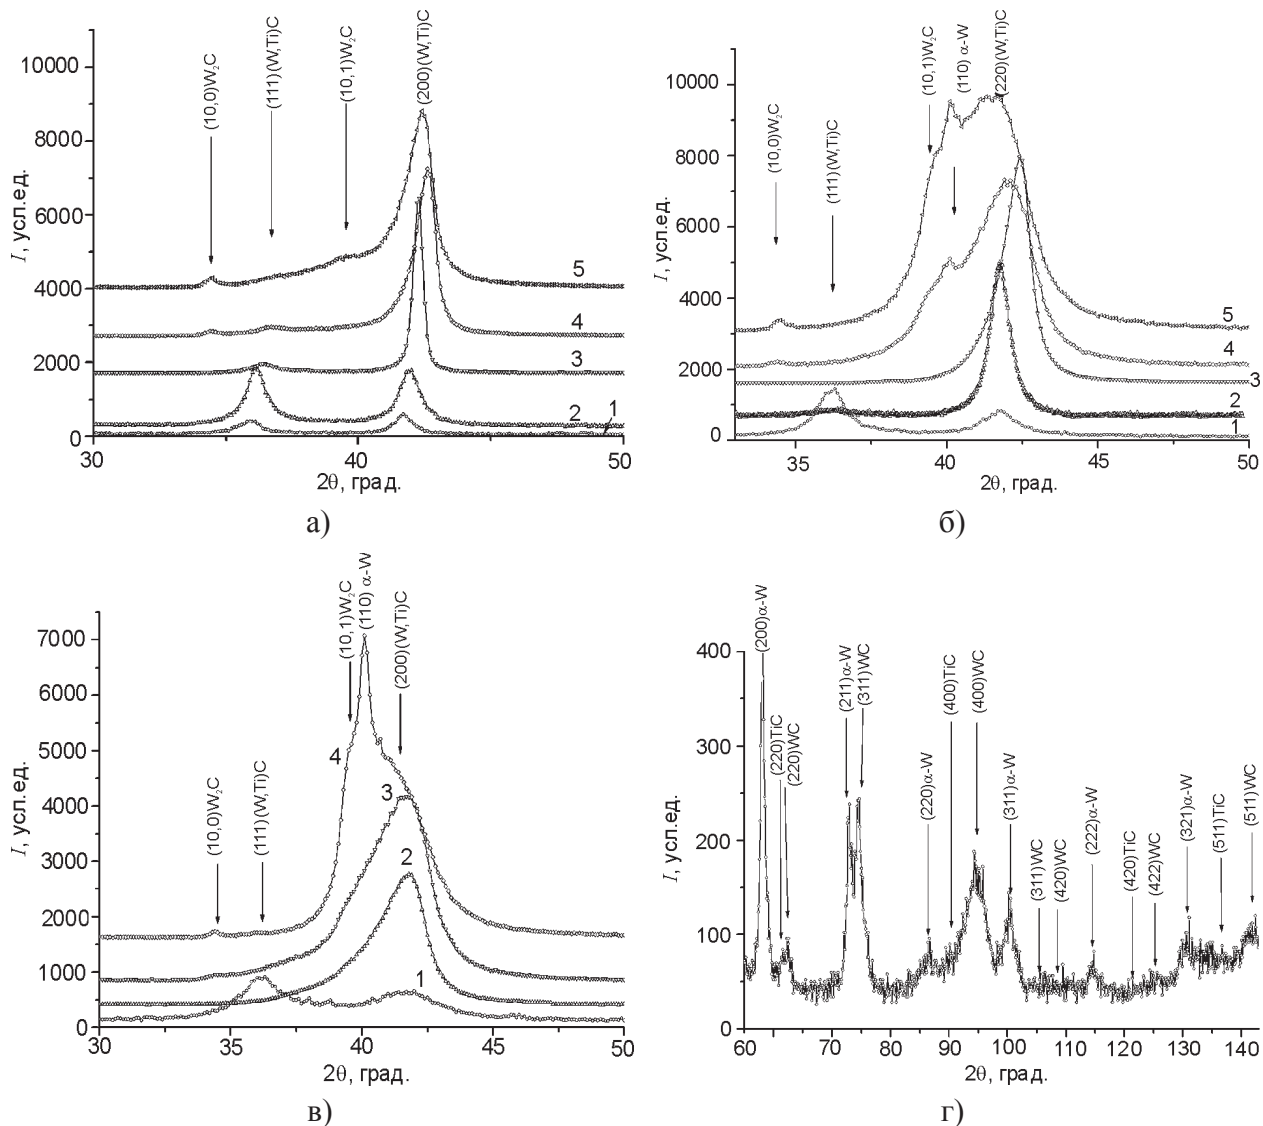 (10,0)W₂C
(111)(W,Ti)C
(10,1)W₂C
(200)(W,Ti)C
10000
8000
6000
4000
2000
0
I, усл.ед.
5
4
3
2
1
30
40
50
2θ, град.
а)
(10,0)W₂C
(111)(W,Ti)C
(10,1)W₂C
(110) α-W
(220)(W,Ti)C
10000
8000
6000
4000
2000
0
I, усл.ед.
5
4
3
2
1
35
40
45
50
2θ, град.
б)
(10,0)W₂C
(111)(W,Ti)C
(10,1)W₂C
(110) α-W
(200)(W,Ti)C
7000
6000
5000
4000
3000
2000
1000
0
I, усл.ед.
4
3
2
1
30
35
40
45
50
2θ, град.
в)
(200)α-W
(220)TiC
(220)WC
(211)α-W
(311)WC
(220)α-W
(400)TiC
(400)WC
(311)α-W
(311)WC
(420)WC
(222)α-W
(420)TiC
(422)WC
(321)α-W
(511)TiC
(511)WC
400
300
200
100
0
I, усл.ед.
60
70
80
90
100
110
120
130
140
2θ, град.
г)